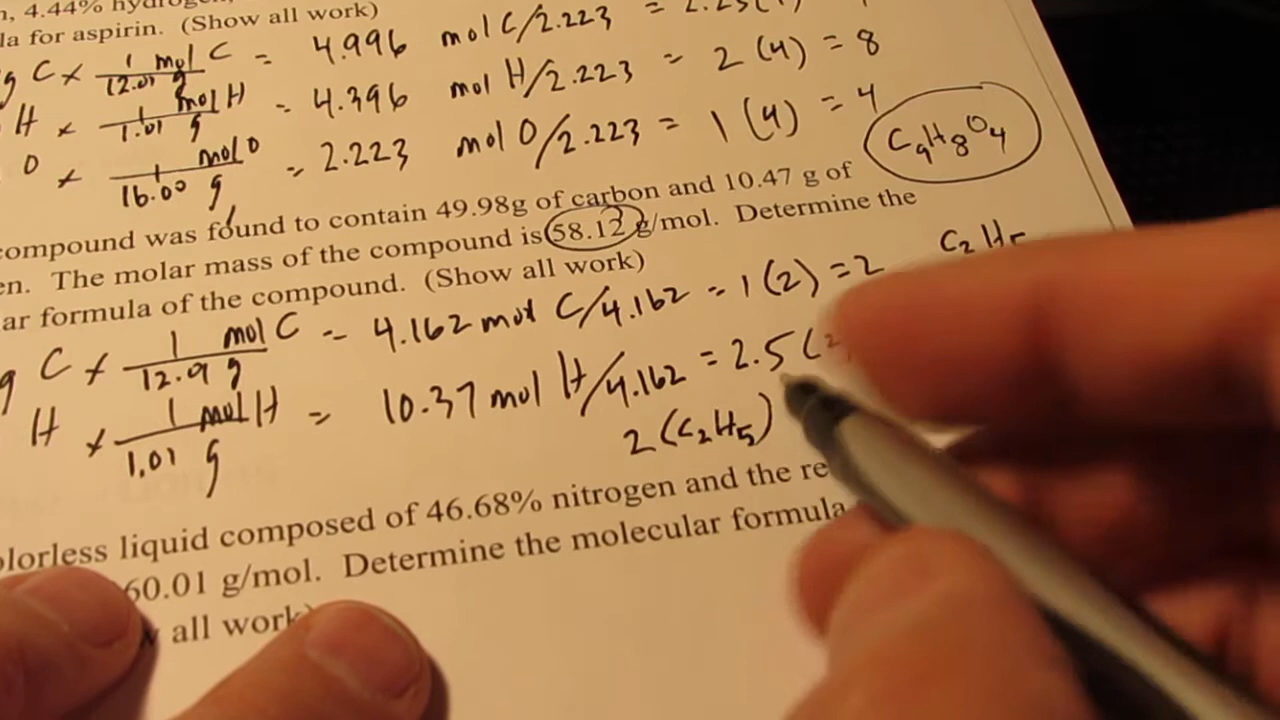 4.44% hydrogen,
la for aspirin. (Show all work)
g C x 1 mol C / 12.01 g = 4.996 mol C/2.223 = 2.25(
H x 1 mol H / 1.01 g = 4.396 mol H/2.223 = 2 (4) = 8
O x 1 mol O / 16.00 g = 2.223 mol O/2.223 = 1 (4) = 4
C9H8O4
compound was found to contain 49.98g of carbon and 10.47 g of
en. The molar mass of the compound is 58.12 g/mol. Determine the
ar formula of the compound. (Show all work)
g C x 1 mol C / 12.01 g = 4.162 mol C/4.162 = 1 (2) = 2 C2H5
H x 1 mol H / 1.01 g = 10.37 mol H/4.162 = 2.5 (2
2 (C2H5)
olorless liquid composed of 46.68% nitrogen and the re
60.01 g/mol. Determine the molecular formula
all work)